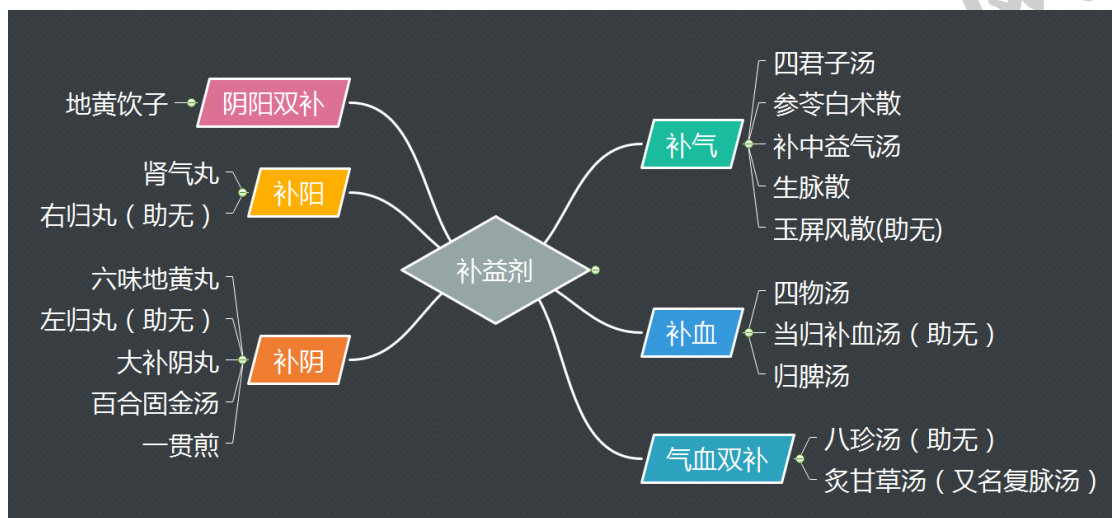 补益剂
阴阳双补
地黄饮子
补阳
肾气丸
右归丸（助无）
补阴
六味地黄丸
左归丸（助无）
大补阴丸
百合固金汤
一贯煎
补气
四君子汤
参苓白术散
补中益气汤
生脉散
玉屏风散(助无)
补血
四物汤
当归补血汤（助无）
归脾汤
气血双补
八珍汤（助无）
炙甘草汤（又名复脉汤）